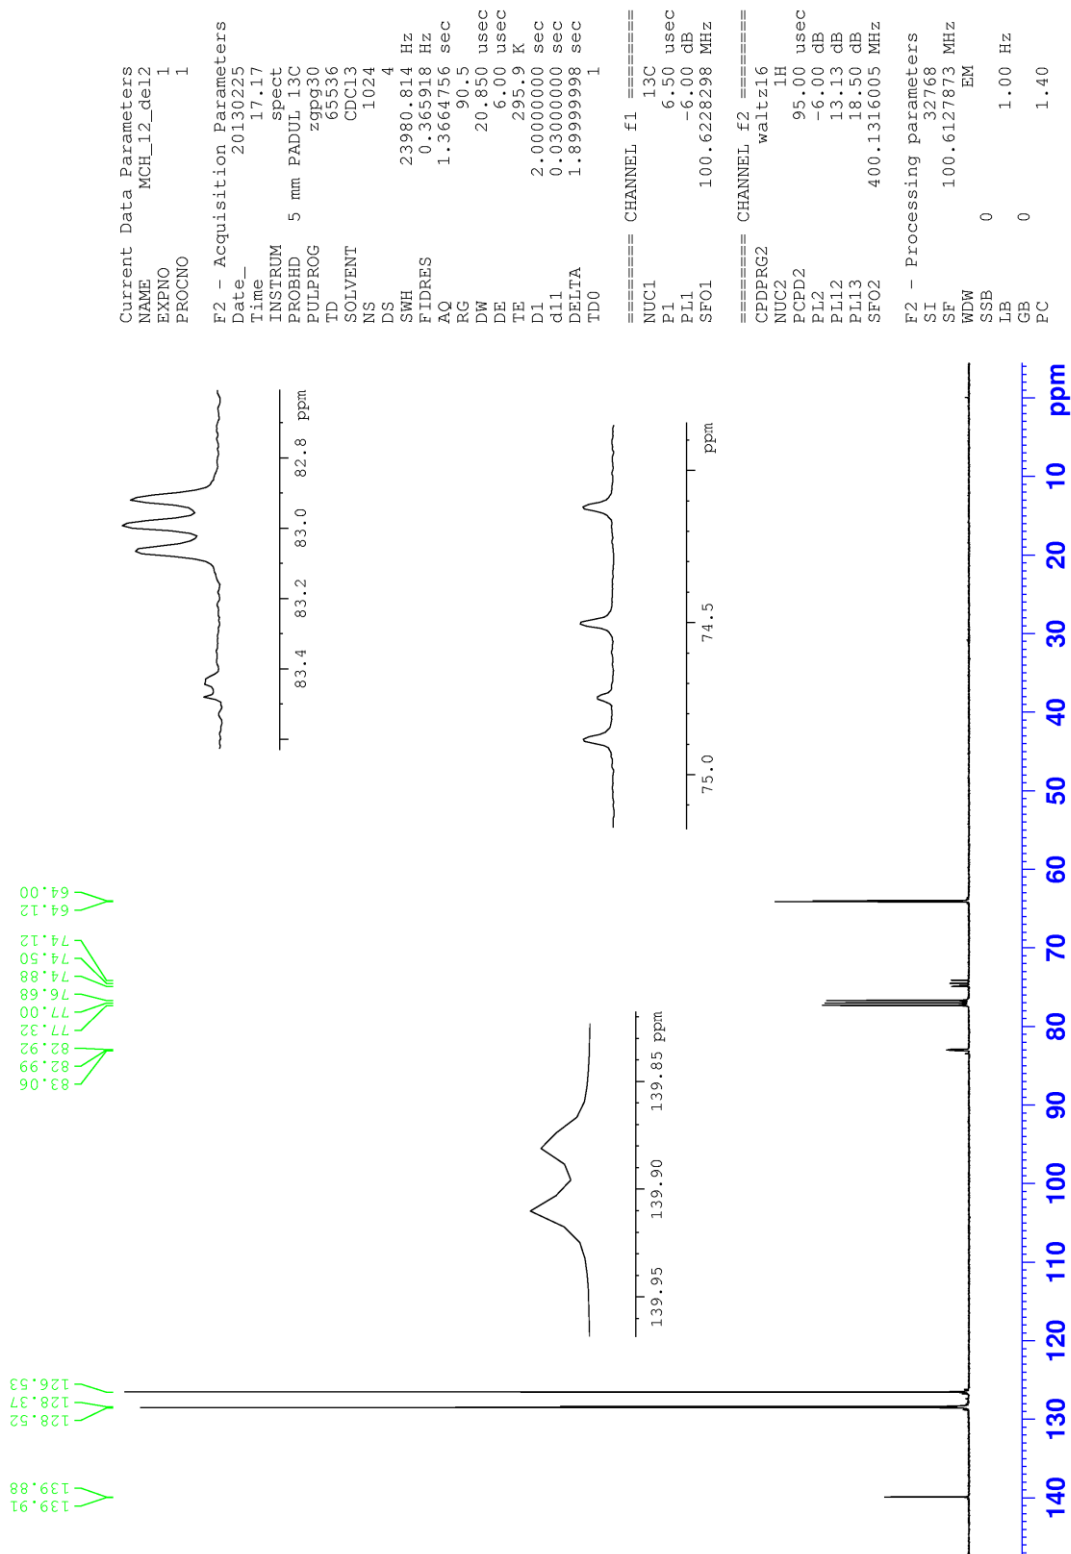 Current Data Parameters
NAME MCH_12_del2
EXPNO 1
PROCNO 1
F2 - Acquisition Parameters
Date_ 20130225
Time 17.17
INSTRUM spect
PROBHD 5 mm PADUL 13C
PULPROG zgpg30
TD 65536
SOLVENT CDCl3
NS 1024
DS 4
SWH 23980.814 Hz
FIDRES 0.365918 Hz
AQ 1.3664756 sec
RG 90.5
DW 20.850 usec
DE 6.00 usec
TE 295.9 K
D1 2.00000000 sec
d11 0.03000000 sec
DELTA 1.89999998 sec
TD0 1
======== CHANNEL f1 ========
NUC1 13C
P1 6.50 usec
PL1 -6.00 dB
SFO1 100.6228298 MHz
======== CHANNEL f2 ========
CPDPRG2 waltz16
NUC2 1H
PCPD2 95.00 usec
PL2 -6.00 dB
PL12 13.13 dB
PL13 18.50 dB
SFO2 400.1316005 MHz
F2 - Processing parameters
SI 32768
SF 100.6127873 MHz
WDW EM
SSB 0
LB 1.00 Hz
GB 0
PC 1.40
139.91
139.88
128.52
128.37
126.53
83.06
82.99
82.92
77.32
77.00
76.68
74.88
74.50
74.12
64.12
64.00
83.4 83.2 83.0 82.8 ppm
139.95 139.90 139.85 ppm
75.0 74.5 ppm
140 130 120 110 100 90 80 70 60 50 40 30 20 10 ppm